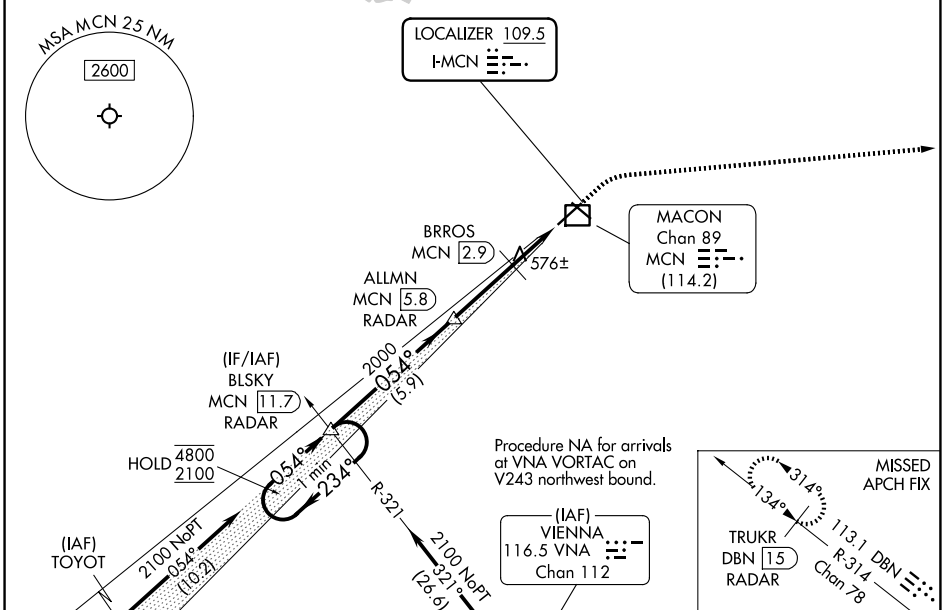 MSA MCN 25 NM
2600
LOCALIZER 109.5
I-MCN
MACON
Chan 89
MCN
(114.2)
BRROS
MCN 2.9
576±
ALLMN
MCN 5.8
RADAR
2000
054°
(5.9)
(IF/IAF)
BLSKY
MCN 11.7
RADAR
HOLD 4800
2100
054°
1 min
234°
R-321
2100 NoPT
321°
(26.6)
(IAF)
TOYOT
2100 NoPT
054°
(10.2)
Procedure NA for arrivals
at VNA VORTAC on
V243 northwest bound.
(IAF)
VIENNA
116.5 VNA
Chan 112
MISSED
APCH FIX
314°
134°
TRUKR
DBN 15
RADAR
113.1 DBN
R-314
Chan 78